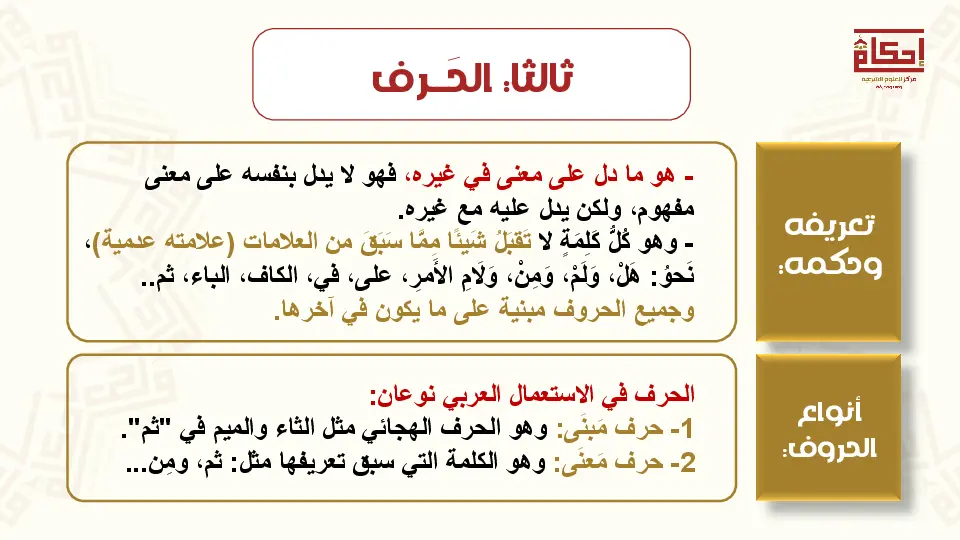 إحكام
مركز للعلوم الشرعية
ثالثا: الحَـرف
تعريفه
وحكمه:
- هو ما دل على معنى في غيره، فهو لا يدل بنفسه على معنى
مفهوم، ولكن يدل عليه مع غيره.
- وهو كُلُّ كَلِمَةٍ لا تَقبَلُ شَيئًا مِمَّا سَبَقَ من العلامات (علامته عدمية)،
نَحوُ: هَلْ، وَلَمْ، وَمِنْ، وَلَامِ الأَمرِ، على، في، الكاف، الباء، ثم..
وجميع الحروف مبنية على ما يكون في آخرها.
أنواع
الحروف:
الحرف في الاستعمال العربي نوعان:
1- حرف مَبنَى: وهو الحرف الهجائي مثل الثاء والميم في "ثم".
2- حرف مَعنَى: وهو الكلمة التي سبق تعريفها مثل: ثم، ومِن...